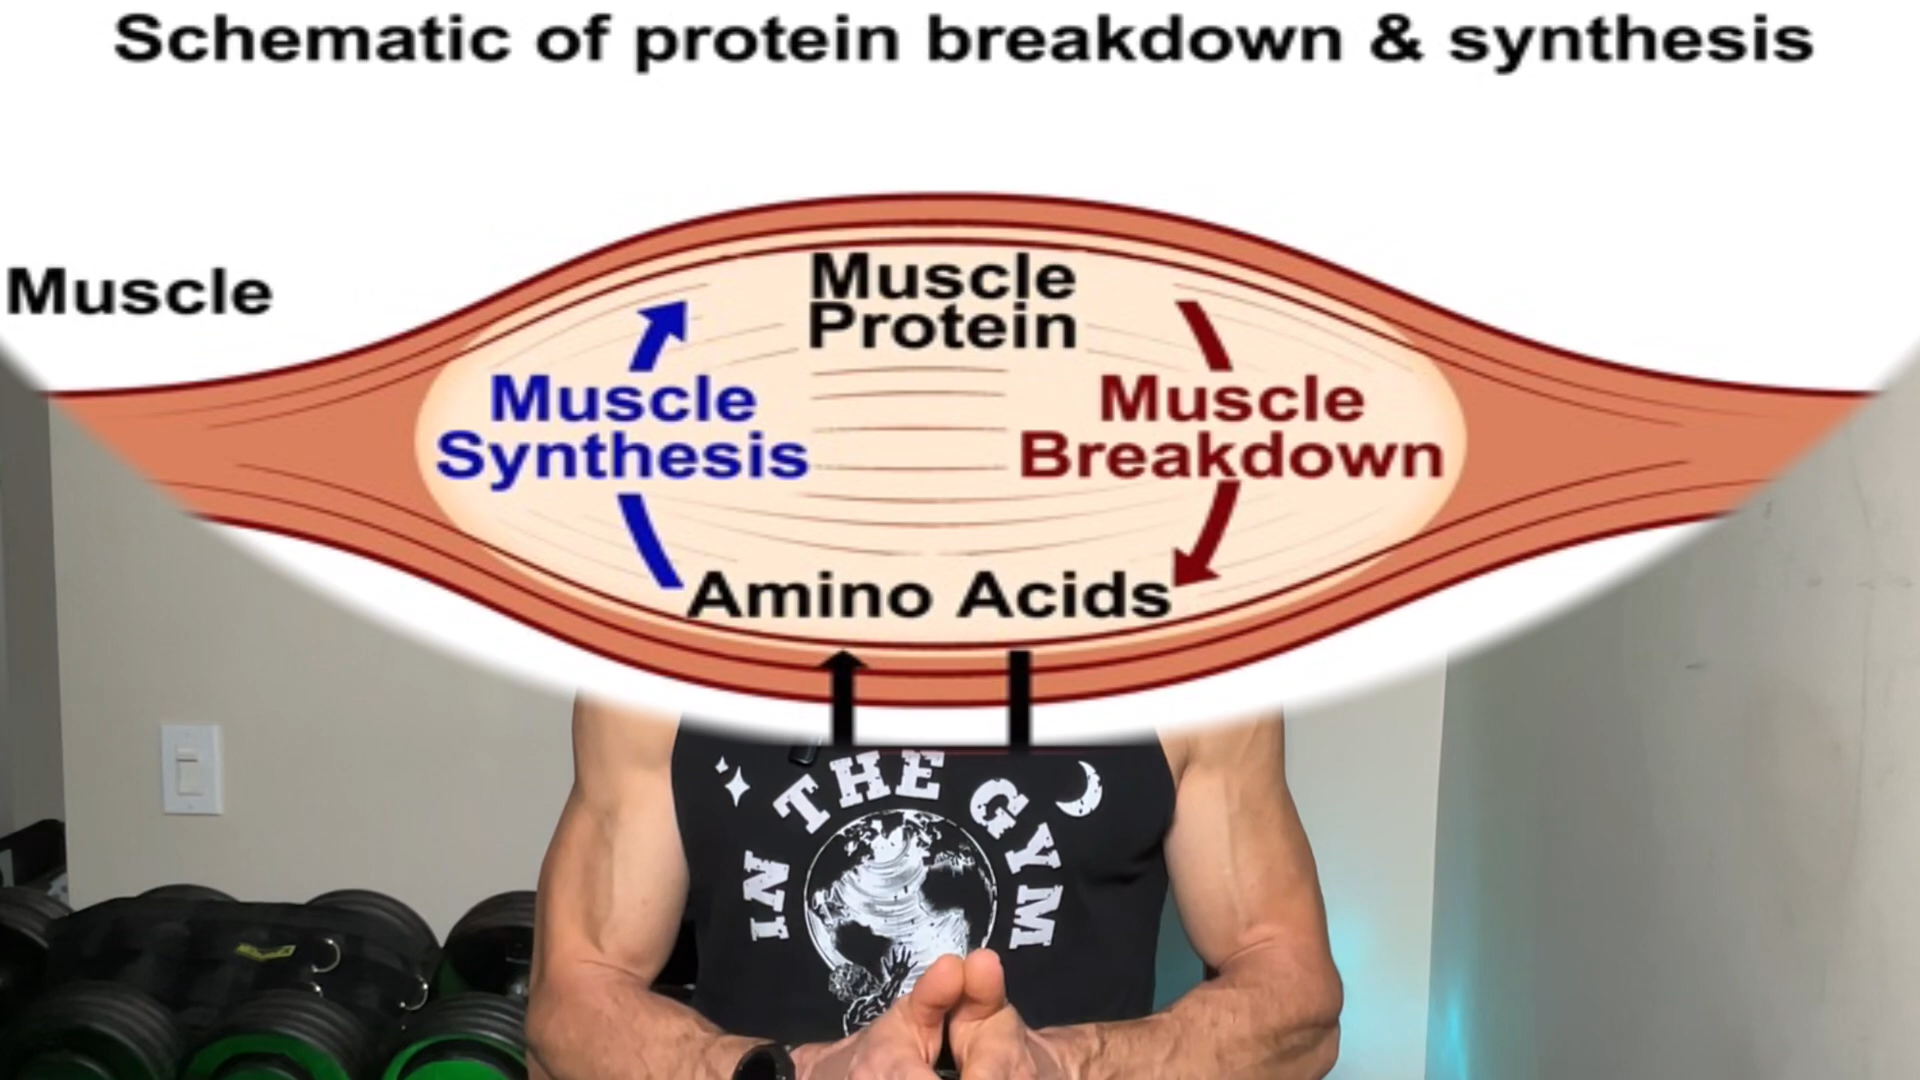 Schematic of protein breakdown & synthesis
Muscle
Muscle
Protein
Muscle
Synthesis
Muscle
Breakdown
Amino Acids
IN THE GYM